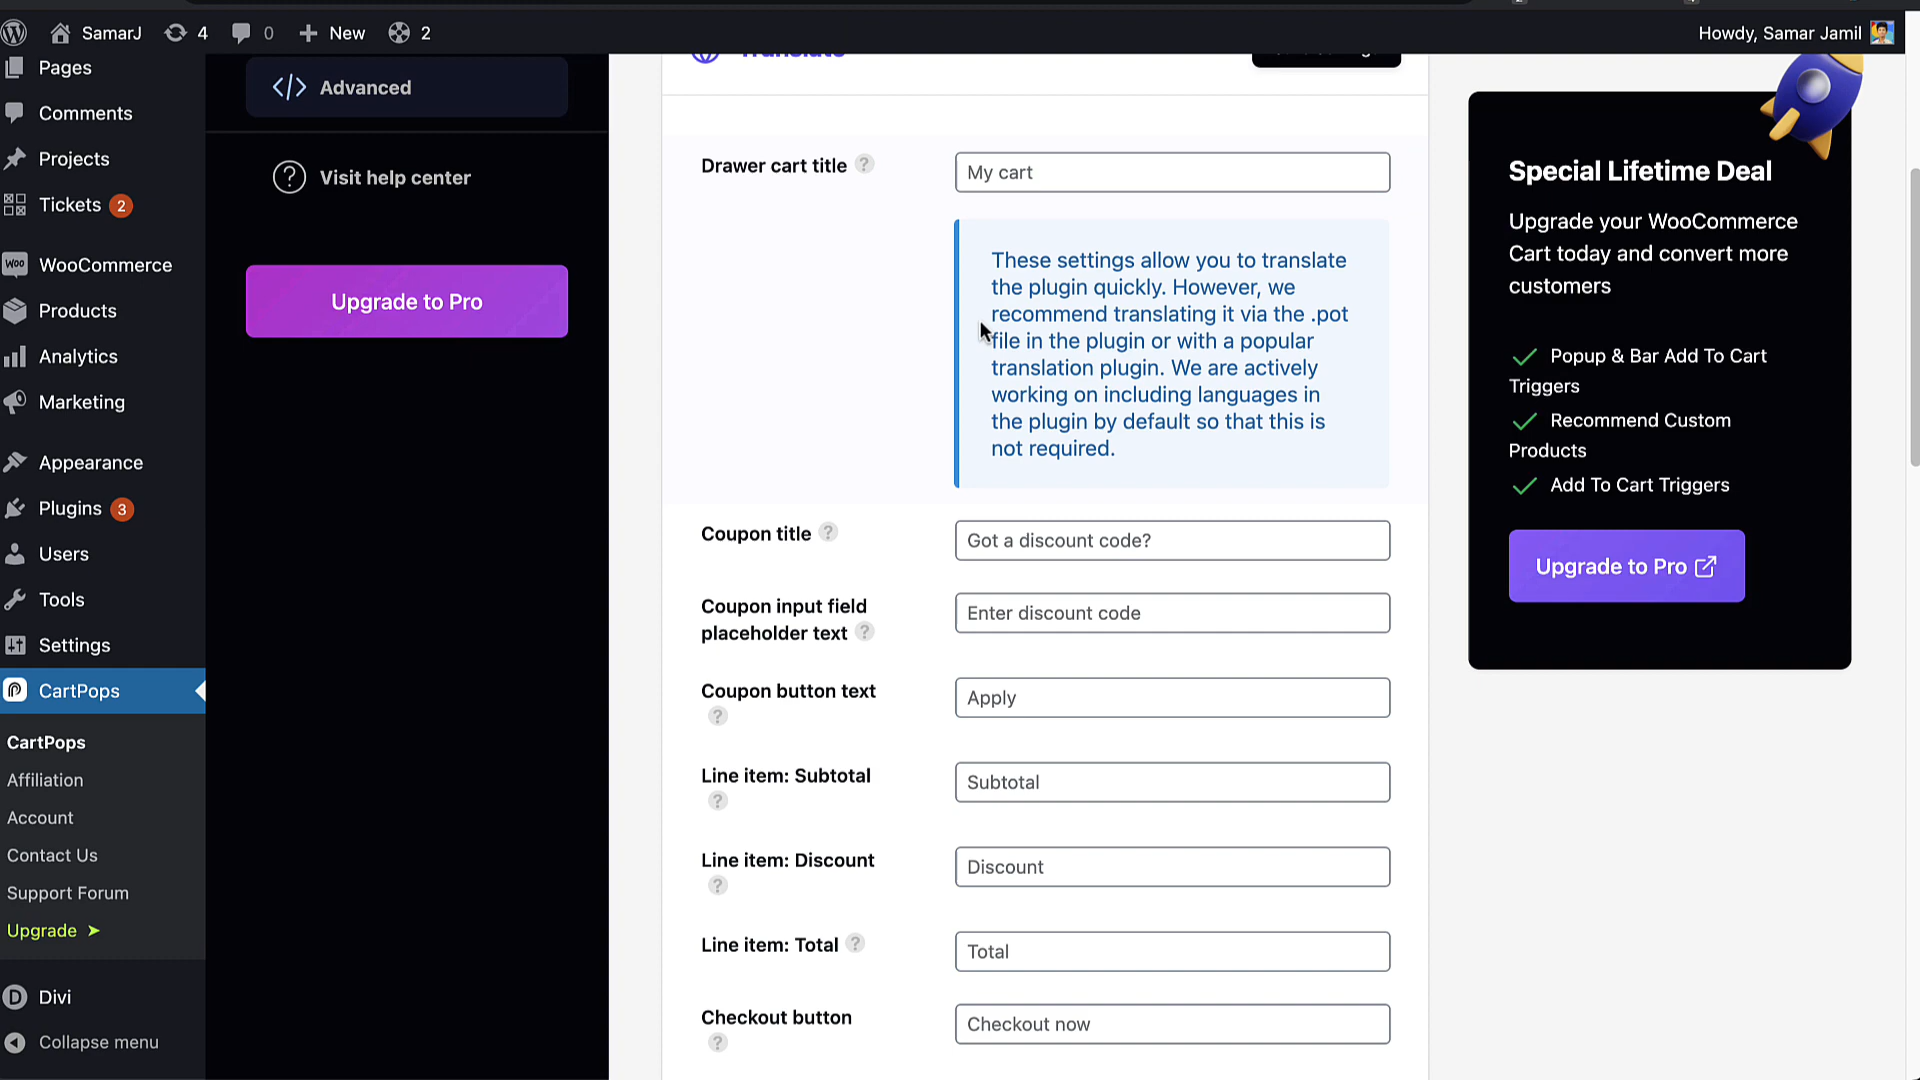 SamarJ
4
0
New
2
Howdy, Samar Jamil
Pages
Comments
Projects
Tickets 2
WooCommerce
Products
Analytics
Marketing
Appearance
Plugins 3
Users
Tools
Settings
CartPops
CartPops
Affiliation
Account
Contact Us
Support Forum
Upgrade ➤
Divi
Collapse menu
</> Advanced
? Visit help center
Upgrade to Pro
Translate
Drawer cart title ?
My cart
These settings allow you to translate
the plugin quickly. However, we
recommend translating it via the .pot
file in the plugin or with a popular
translation plugin. We are actively
working on including languages in
the plugin by default so that this is
not required.
Coupon title ?
Got a discount code?
Coupon input field
placeholder text ?
Enter discount code
Coupon button text
?
Apply
Line item: Subtotal
?
Subtotal
Line item: Discount
?
Discount
Line item: Total ?
Total
Checkout button
?
Checkout now
Special Lifetime Deal
Upgrade your WooCommerce
Cart today and convert more
customers
Popup & Bar Add To Cart
Triggers
Recommend Custom
Products
Add To Cart Triggers
Upgrade to Pro